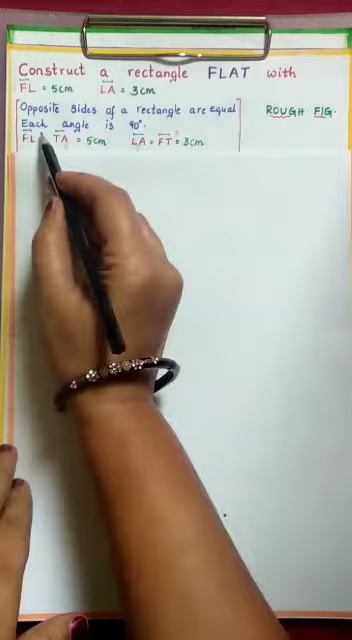 Construct a rectangle FLAT with
FL = 5cm LA = 3cm
[Opposite sides of a rectangle are equal]
Each angle is 90°.
FL TA = 5cm LA = FT = 3cm
ROUGH FIG.